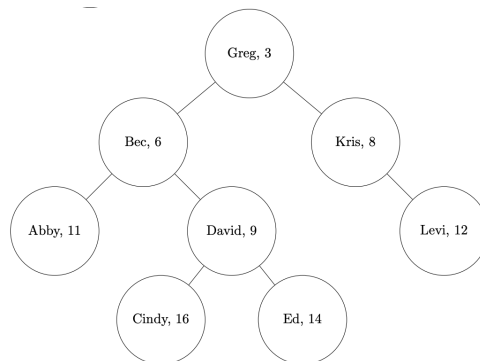 Greg, 3
Bec, 6
Kris, 8
Abby, 11
David, 9
Levi, 12
Cindy, 16
Ed, 14